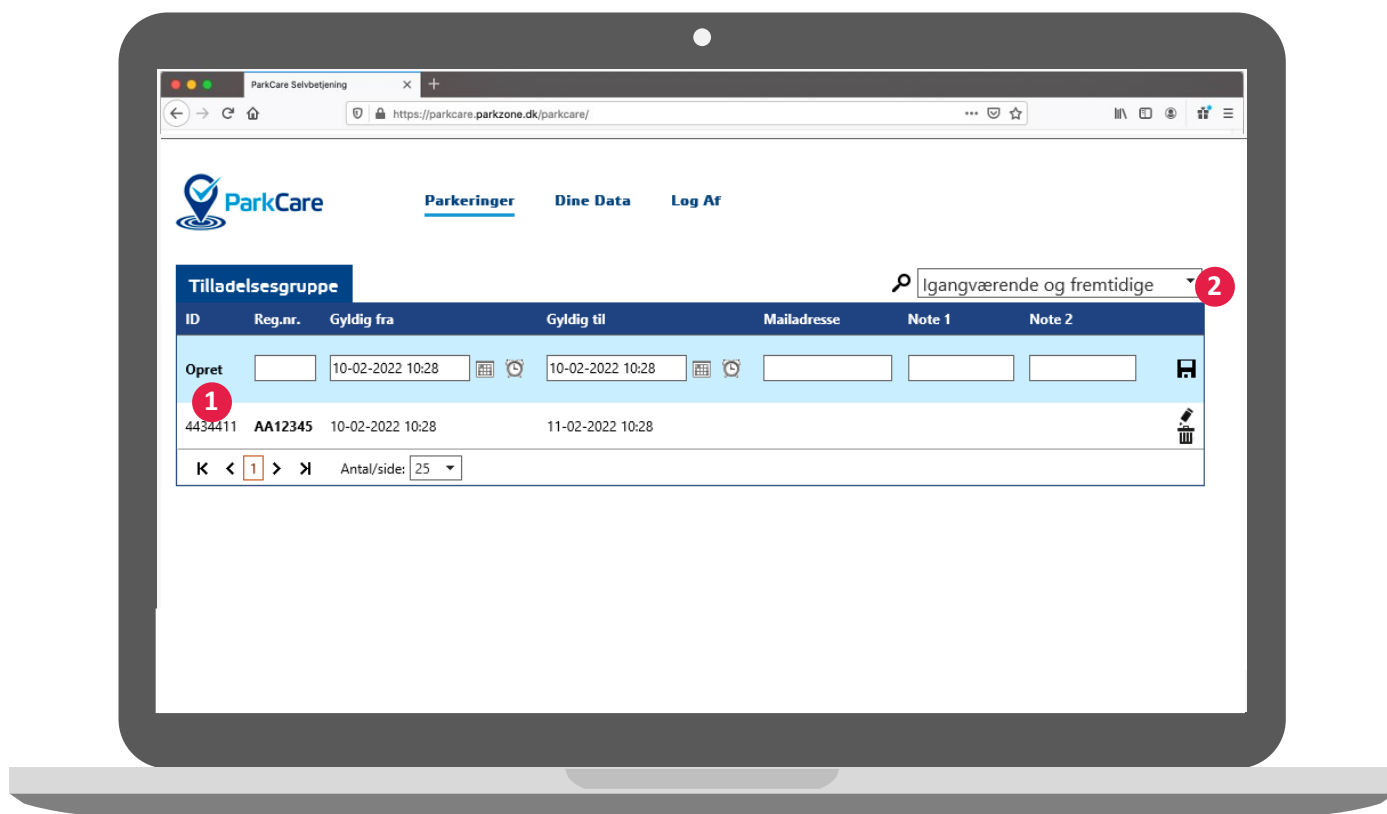 ParkCare Selvbetjening
https://parkcare.parkzone.dk/parkcare/
ParkCare Parkeringer Dine Data Log Af
Tilladelsesgruppe Igangværende og fremtidige 2
ID Reg.nr. Gyldig fra Gyldig til Mailadresse Note 1 Note 2
Opret 10-02-2022 10:28 10-02-2022 10:28
1
4434411 AA12345 10-02-2022 10:28 11-02-2022 10:28
1 Antal/side: 25